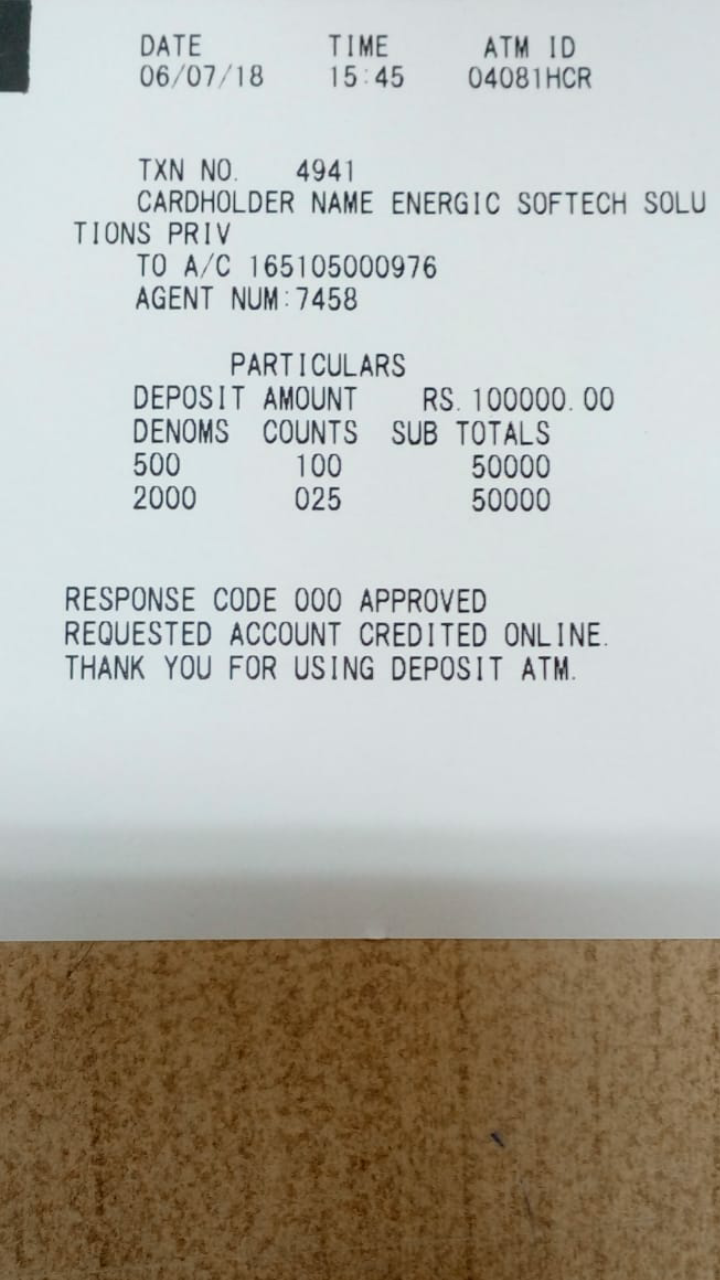 DATE TIME ATM ID
06/07/18 15:45 04081HCR
TXN NO. 4941
CARDHOLDER NAME ENERGIC SOFTECH SOLU
TIONS PRIV
TO A/C 165105000976
AGENT NUM:7458
PARTICULARS
DEPOSIT AMOUNT RS.100000.00
DENOMS COUNTS SUB TOTALS
500 100 50000
2000 025 50000
RESPONSE CODE 000 APPROVED
REQUESTED ACCOUNT CREDITED ONLINE.
THANK YOU FOR USING DEPOSIT ATM.